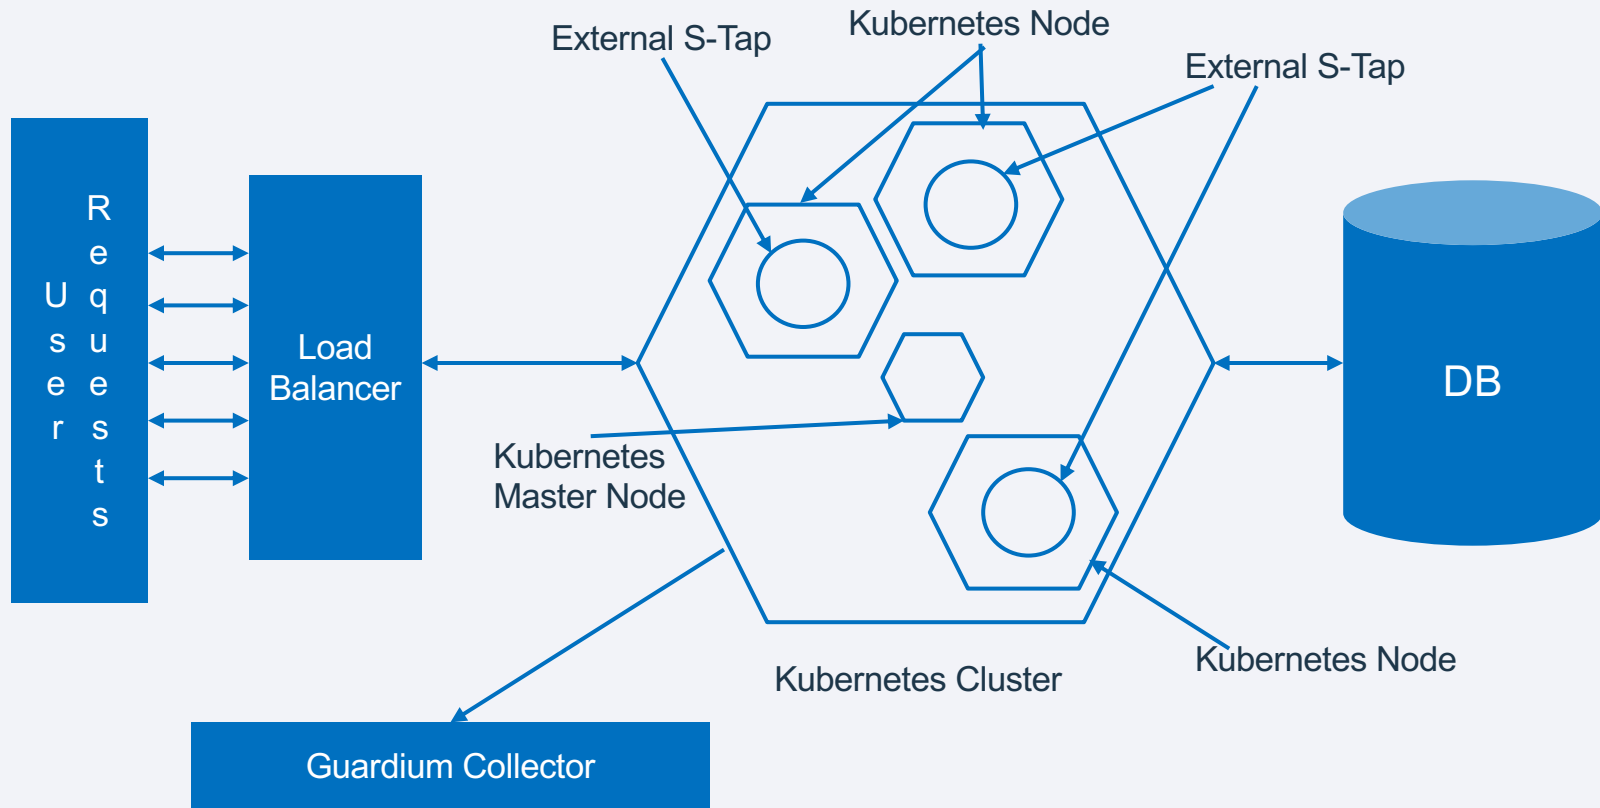 Kubernetes Node
External S-Tap
External S-Tap
User
Requests
Load
Balancer
DB
Kubernetes
Master Node
Kubernetes Node
Kubernetes Cluster
Guardium Collector